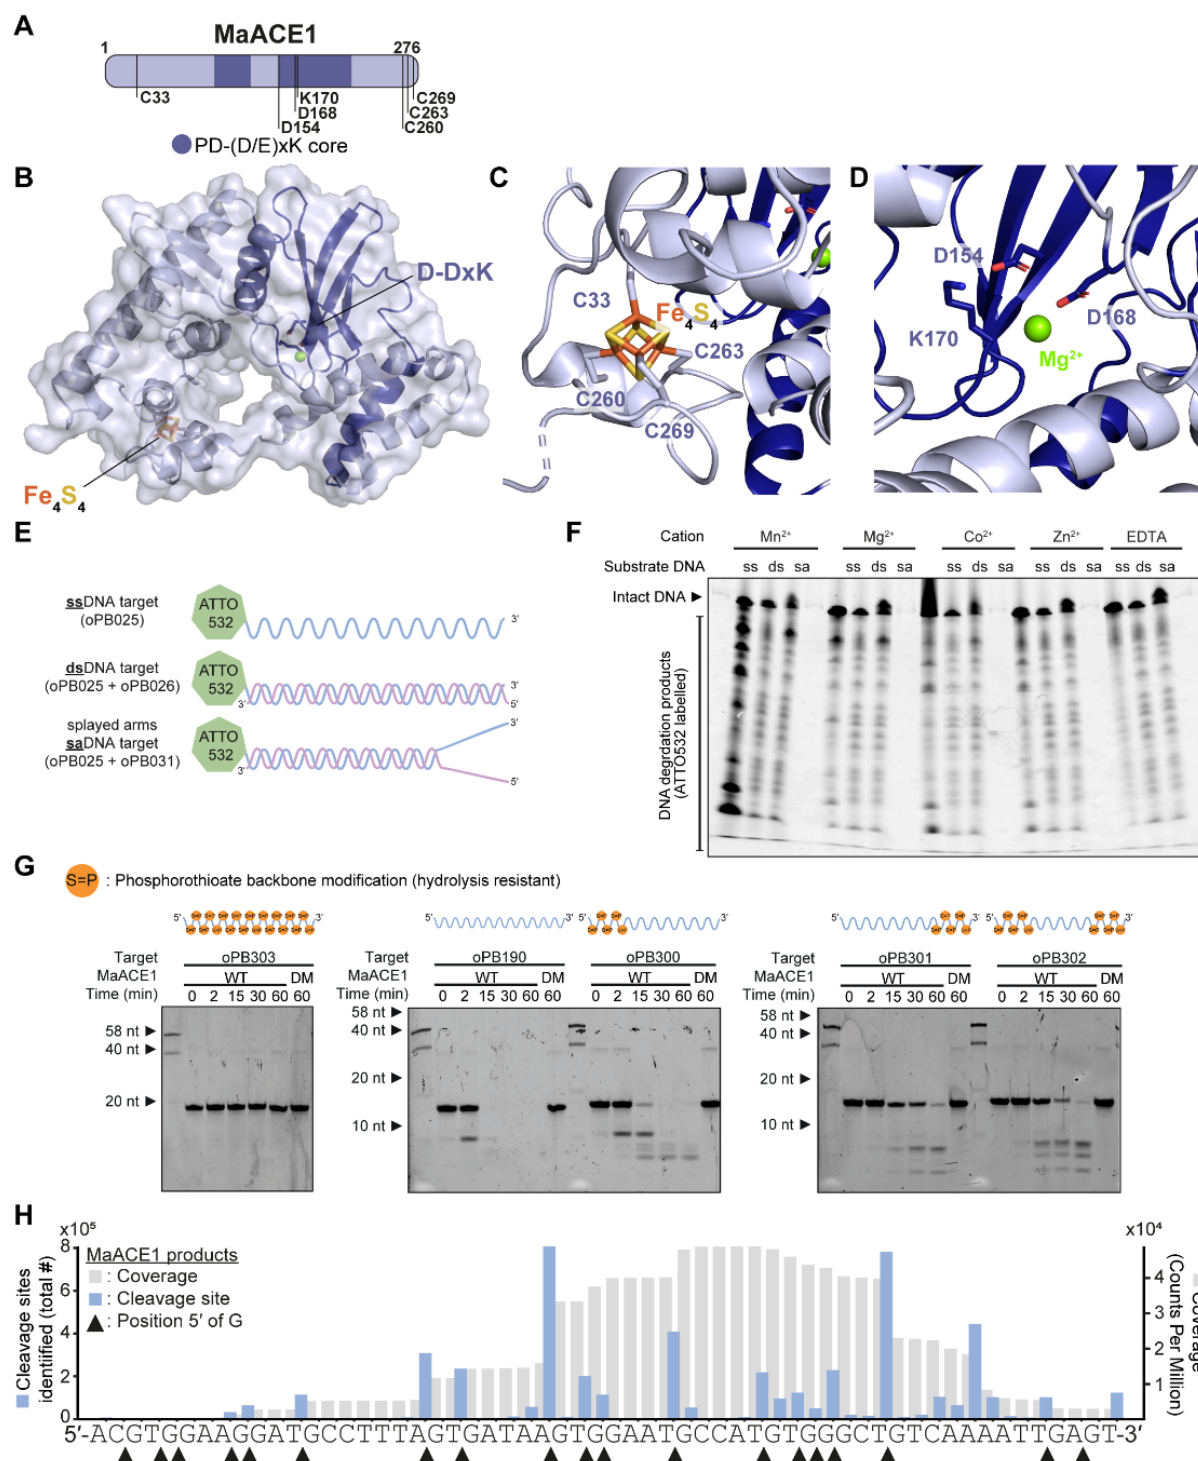 A
MaACE1
1
276
C33
K170
D168
D154
C269
C263
C260
PD-(D/E)xK core
B
D-DxK
Fe4S4
C
C33
Fe4S4
C263
C260
C269
D
D154
K170
D168
Mg²⁺
E
ssDNA target
(oPB025)
ATTO
532
3′
dsDNA target
(oPB025 + oPB026)
ATTO
532
3′
3′
5′
splayed arms
saDNA target
(oPB025 + oPB031)
ATTO
532
3′
3′
5′
F
Cation Mn²⁺ Mg²⁺ Co²⁺ Zn²⁺ EDTA
Substrate DNA ss ds sa ss ds sa ss ds sa ss ds sa ss ds sa
Intact DNA
DNA degredation products
(ATTO532 labelled)
G
S=P : Phosphorothioate backbone modification (hydrolysis resistant)
5′ 3′
Target oPB303
MaACE1 WT DM
Time (min) 0 2 15 30 60 60
58 nt
40 nt
20 nt
5′ 3′ 5′ 3′
Target oPB190 oPB300
MaACE1 WT DM WT DM
Time (min) 0 2 15 30 60 60 0 2 15 30 60 60
58 nt
40 nt
20 nt
10 nt
5′ 3′ 5′ 3′
Target oPB301 oPB302
MaACE1 WT DM WT DM
Time (min) 0 2 15 30 60 60 0 2 15 30 60 60
58 nt
40 nt
20 nt
10 nt
H
x10⁵
x10⁴
8
6
4
2
0
Cleavage sites
identiified (total #)
MaACE1 products
: Coverage
: Cleavage site
: Position 5′ of G
40
30
20
10
Coverage
(Counts Per Million)
5′-ACGTGGAAGGATGCCTTTAGTGATAAGTGGAATGCCATGTGGGCTGTCAAAATTGAGT-3′